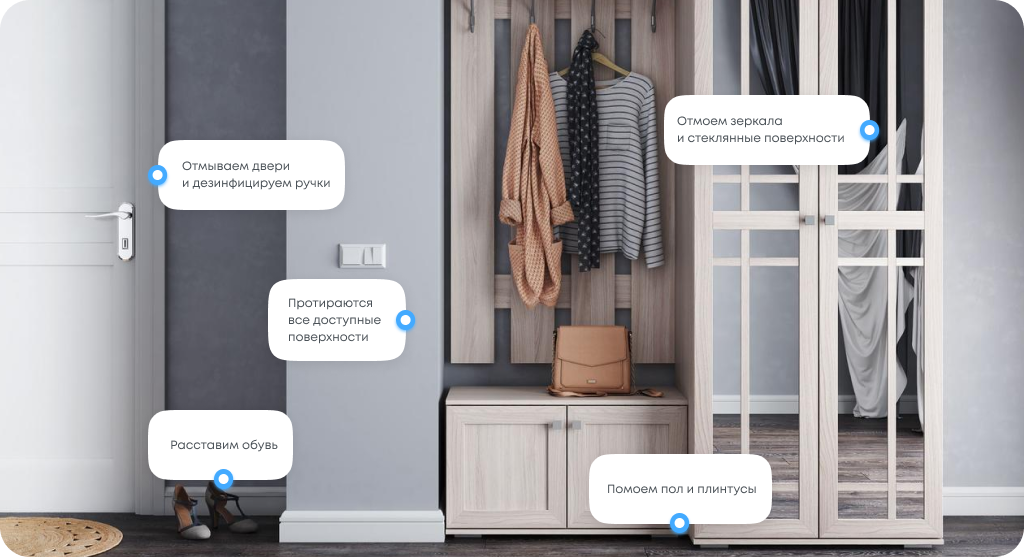 Отмоем зеркала
и стеклянные поверхности
Отмываем двери
и дезинфицируем ручки
Протираются
все доступные
поверхности
Расставим обувь
Помоем пол и плинтусы